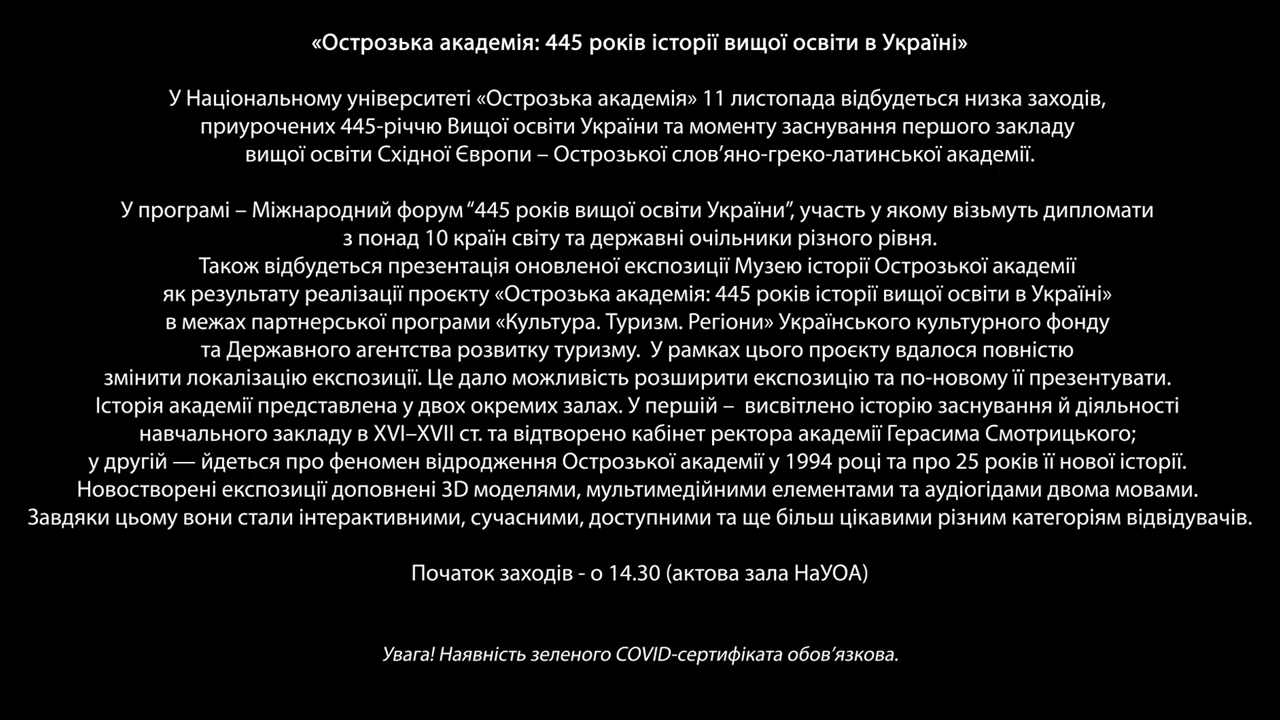 «Острозька академія: 445 років історії вищої освіти в Україні»
У Національному університеті «Острозька академія» 11 листопада відбудеться низка заходів,
приурочених 445-річчю Вищої освіти України та моменту заснування першого закладу
вищої освіти Східної Європи – Острозької слов’яно-греко-латинської академії.
У програмі – Міжнародний форум “445 років вищої освіти України”, участь у якому візьмуть дипломати
з понад 10 країн світу та державні очільники різного рівня.
Також відбудеться презентація оновленої експозиції Музею історії Острозької академії
як результату реалізації проєкту «Острозька академія: 445 років історії вищої освіти в Україні»
в межах партнерської програми «Культура. Туризм. Регіони» Українського культурного фонду
та Державного агентства розвитку туризму.  У рамках цього проєкту вдалося повністю
змінити локалізацію експозиції. Це дало можливість розширити експозицію та по-новому її презентувати.
Історія академії представлена у двох окремих залах. У першій –  висвітлено історію заснування й діяльності
навчального закладу в XVI–XVII ст. та відтворено кабінет ректора академії Герасима Смотрицького;
у другій — йдеться про феномен відродження Острозької академії у 1994 році та про 25 років її нової історії.
Новостворені експозиції доповнені 3D моделями, мультимедійними елементами та аудіогідами двома мовами.
Завдяки цьому вони стали інтерактивними, сучасними, доступними та ще більш цікавими різним категоріям відвідувачів.
Початок заходів - о 14.30 (актова зала НаУОА)
Увага! Наявність зеленого COVID-сертифіката обов’язкова.